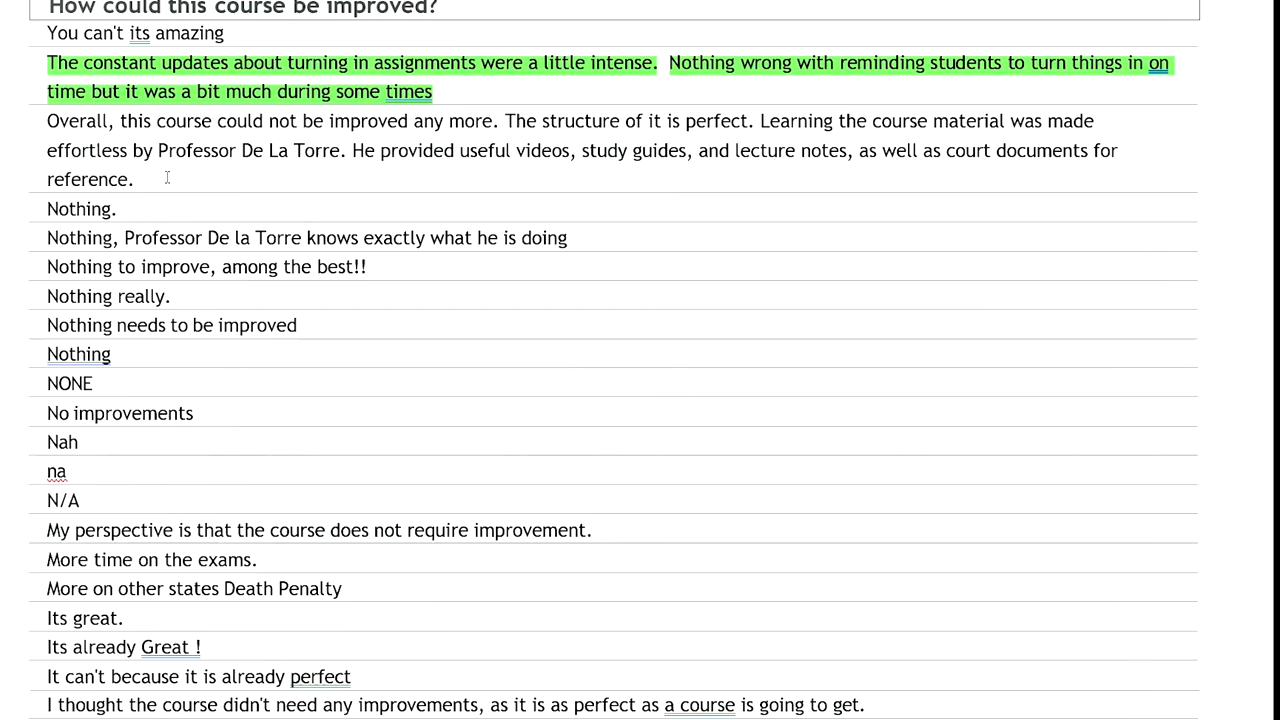 How could this course be improved?
You can't its amazing
The constant updates about turning in assignments were a little intense.  Nothing wrong with reminding students to turn things in on
time but it was a bit much during some times
Overall, this course could not be improved any more. The structure of it is perfect. Learning the course material was made
effortless by Professor De La Torre. He provided useful videos, study guides, and lecture notes, as well as court documents for
reference.
Nothing.
Nothing, Professor De la Torre knows exactly what he is doing
Nothing to improve, among the best!!
Nothing really.
Nothing needs to be improved
Nothing
NONE
No improvements
Nah
na
N/A
My perspective is that the course does not require improvement.
More time on the exams.
More on other states Death Penalty
Its great.
Its already Great !
It can't because it is already perfect
I thought the course didn't need any improvements, as it is as perfect as a course is going to get.